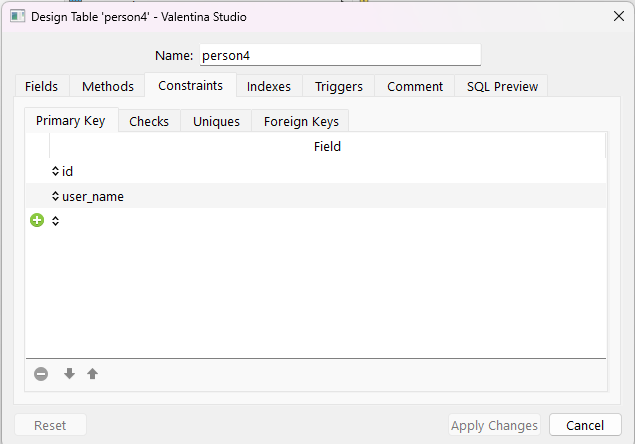 Design Table 'person4' - Valentina Studio
Name: person4
Fields Methods Constraints Indexes Triggers Comment SQL Preview
Primary Key Checks Uniques Foreign Keys
Field
id
user_name
Reset Apply Changes Cancel